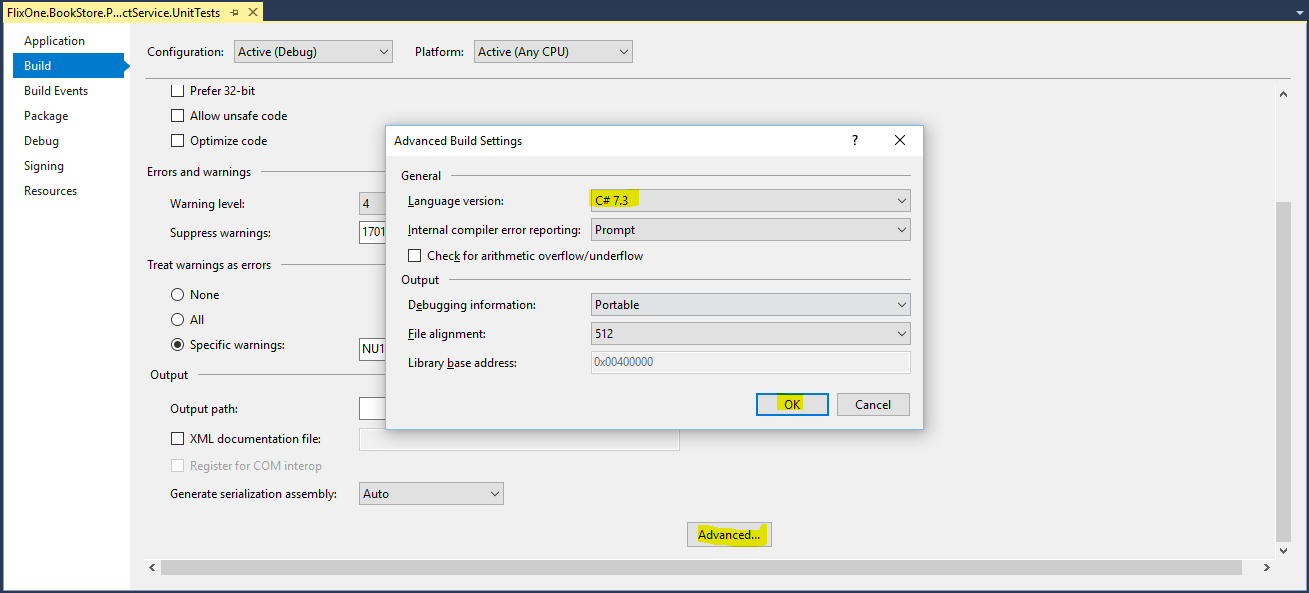 FlixOne.BookStore.P...ctService.UnitTests
Application
Build
Build Events
Package
Debug
Signing
Resources
Configuration: Active (Debug) Platform: Active (Any CPU)
Prefer 32-bit
Allow unsafe code
Optimize code
Errors and warnings
Warning level: 4
Suppress warnings: 1701
Treat warnings as errors
None
All
Specific warnings: NU1
Output
Output path:
XML documentation file:
Register for COM interop
Generate serialization assembly: Auto
Advanced...
Advanced Build Settings ?
General
Language version: C# 7.3
Internal compiler error reporting: Prompt
Check for arithmetic overflow/underflow
Output
Debugging information: Portable
File alignment: 512
Library base address: 0x00400000
OK Cancel